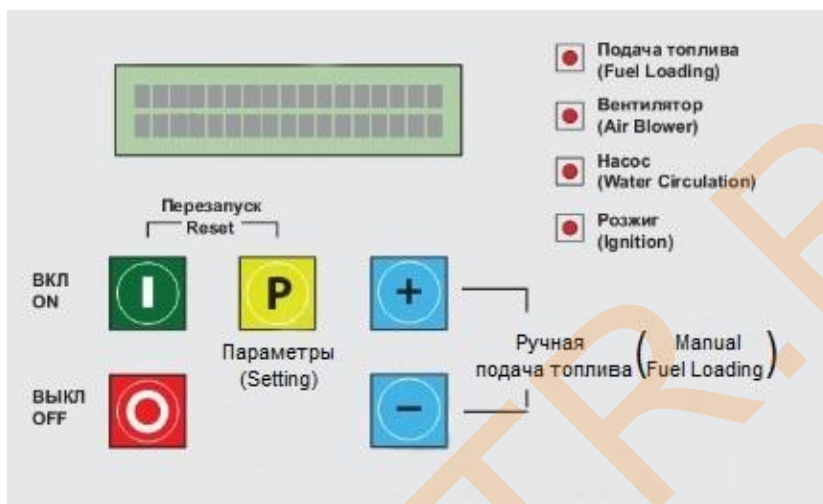 Подача топлива
(Fuel Loading)
Вентилятор
(Air Blower)
Насос
(Water Circulation)
Розжиг
(Ignition)
Перезапуск
Reset
ВКЛ
ON
P
+
Параметры
(Setting)
Ручная
подача топлива
(Manual
Fuel Loading)
ВЫКЛ
OFF
−
TR.R